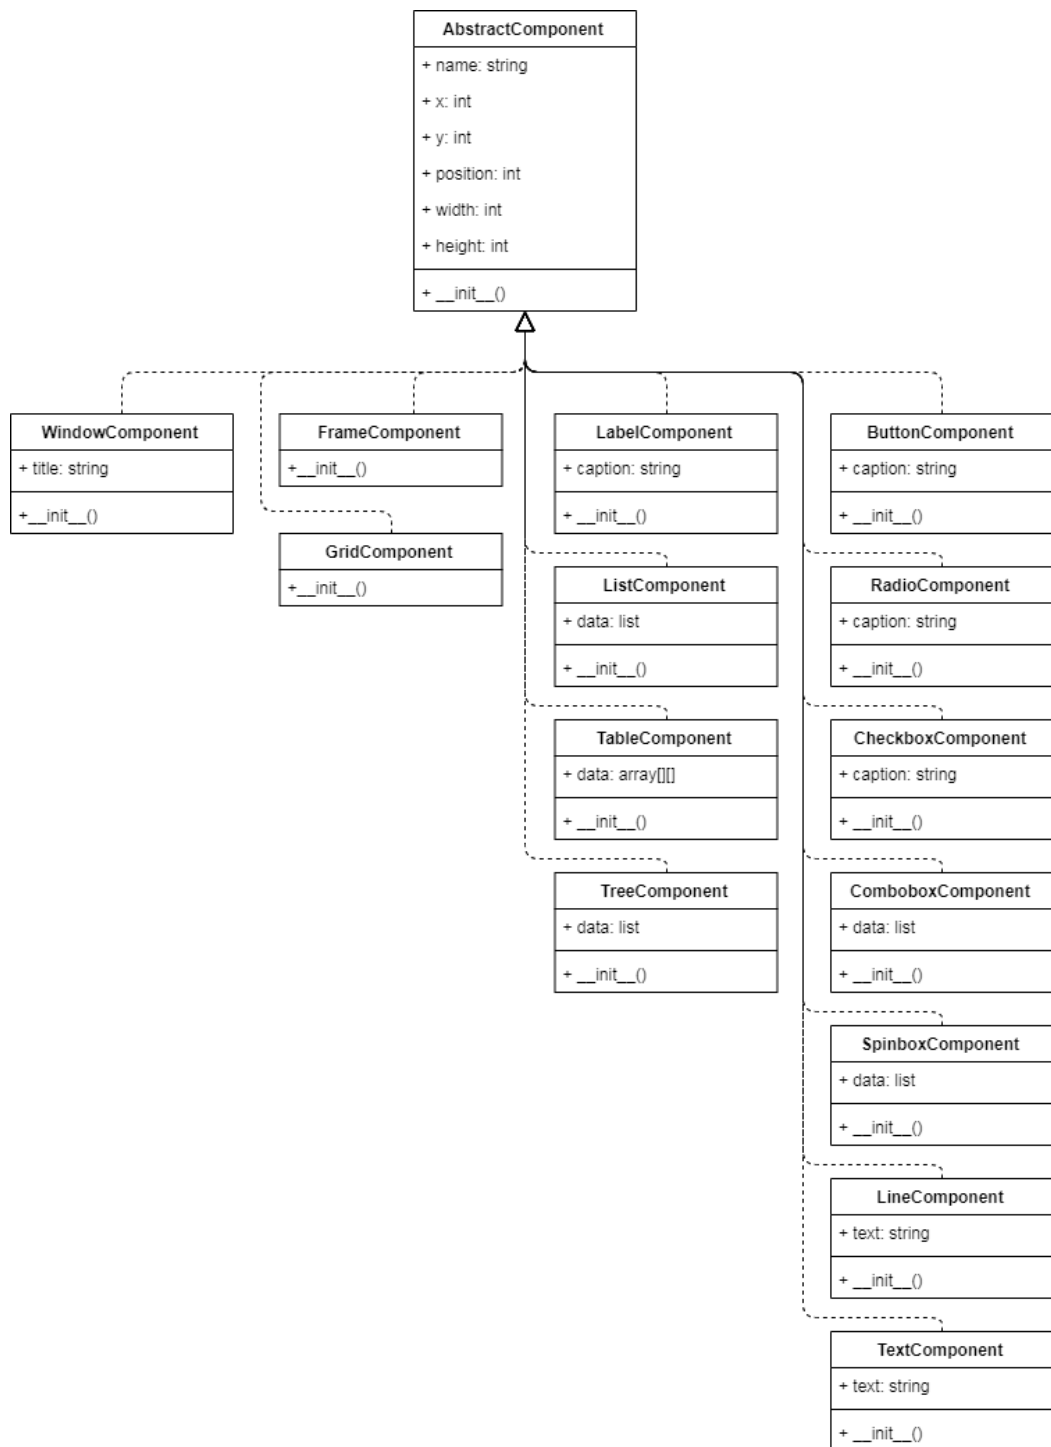 AbstractComponent
+ name: string
+ x: int
+ y: int
+ position: int
+ width: int
+ height: int
+ __init__()
WindowComponent
+ title: string
+__init__()
FrameComponent
+__init__()
GridComponent
+__init__()
LabelComponent
+ caption: string
+ __init__()
ListComponent
+ data: list
+ __init__()
TableComponent
+ data: array[][]
+ __init__()
TreeComponent
+ data: list
+ __init__()
ButtonComponent
+ caption: string
+ __init__()
RadioComponent
+ caption: string
+ __init__()
CheckboxComponent
+ caption: string
+ __init__()
ComboboxComponent
+ data: list
+ __init__()
SpinboxComponent
+ data: list
+ __init__()
LineComponent
+ text: string
+ __init__()
TextComponent
+ text: string
+ __init__()